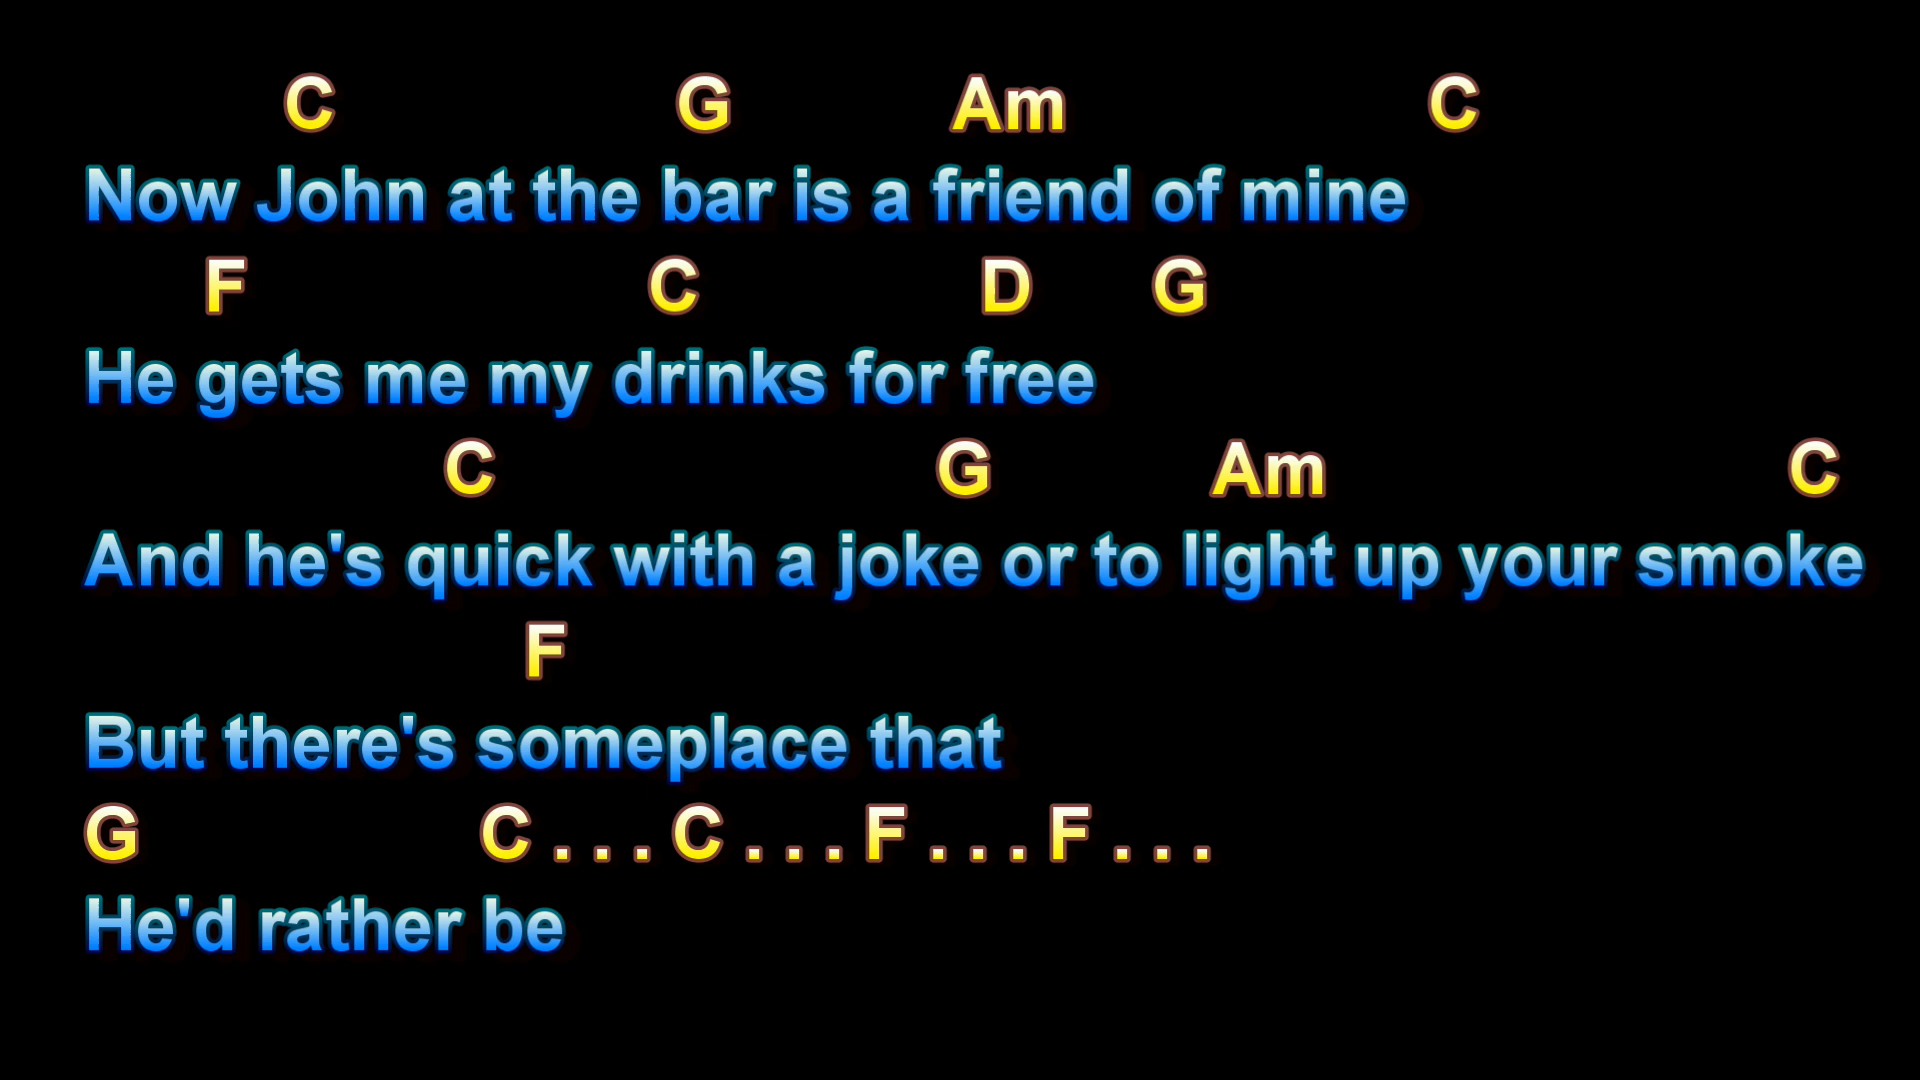 C G Am C
Now John at the bar is a friend of mine
F C D G
He gets me my drinks for free
C G Am C
And he's quick with a joke or to light up your smoke
F
But there's someplace that
G C . . . C . . . F . . . F . . .
He'd rather be